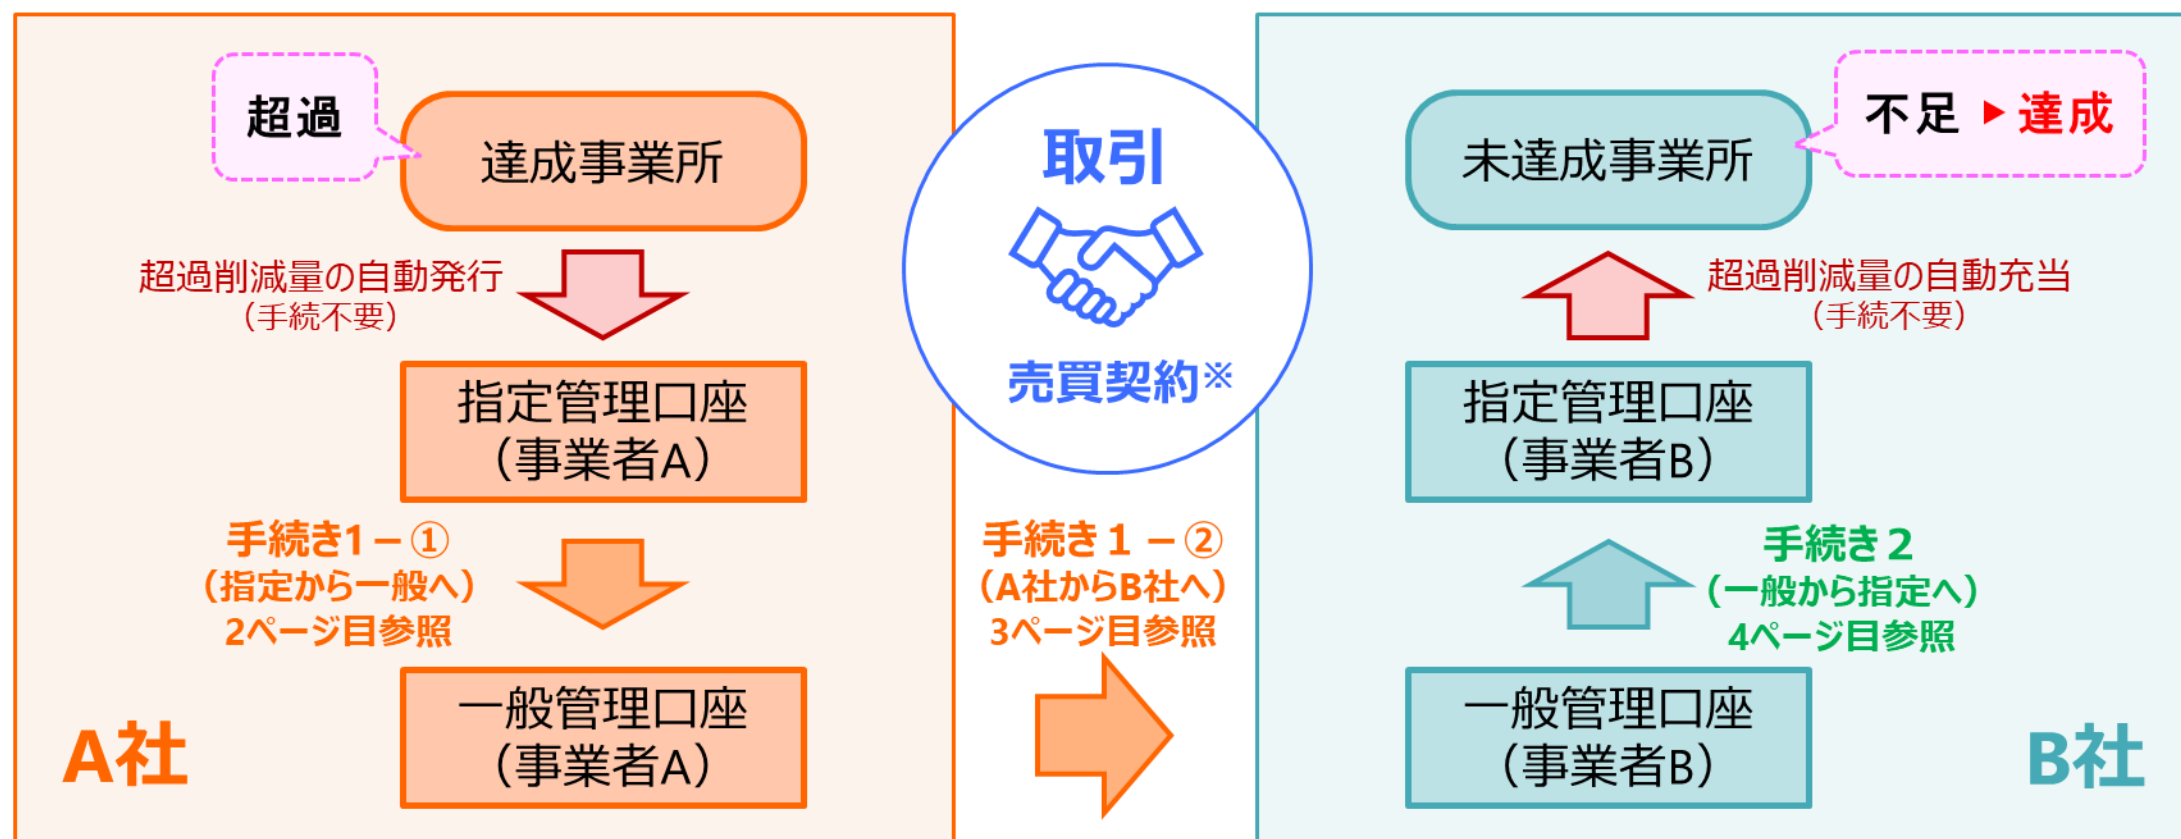 超過
達成事業所
超過削減量の自動発行
（手続不要）
指定管理口座
（事業者A）
手続き1－①
（指定から一般へ）
2ページ目参照
一般管理口座
（事業者A）
A社
取引
売買契約※
手続き１－②
（A社からB社へ）
3ページ目参照
不足 ▶ 達成
未達成事業所
超過削減量の自動充当
（手続不要）
指定管理口座
（事業者B）
手続き２
（一般から指定へ）
4ページ目参照
一般管理口座
（事業者B）
B社